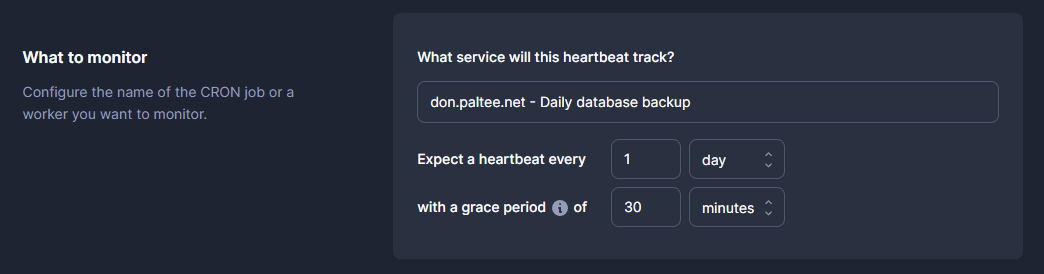 What to monitor
Configure the name of the CRON job or a
worker you want to monitor.
What service will this heartbeat track?
don.paltee.net - Daily database backup
Expect a heartbeat every 1 day
with a grace period i of 30 minutes